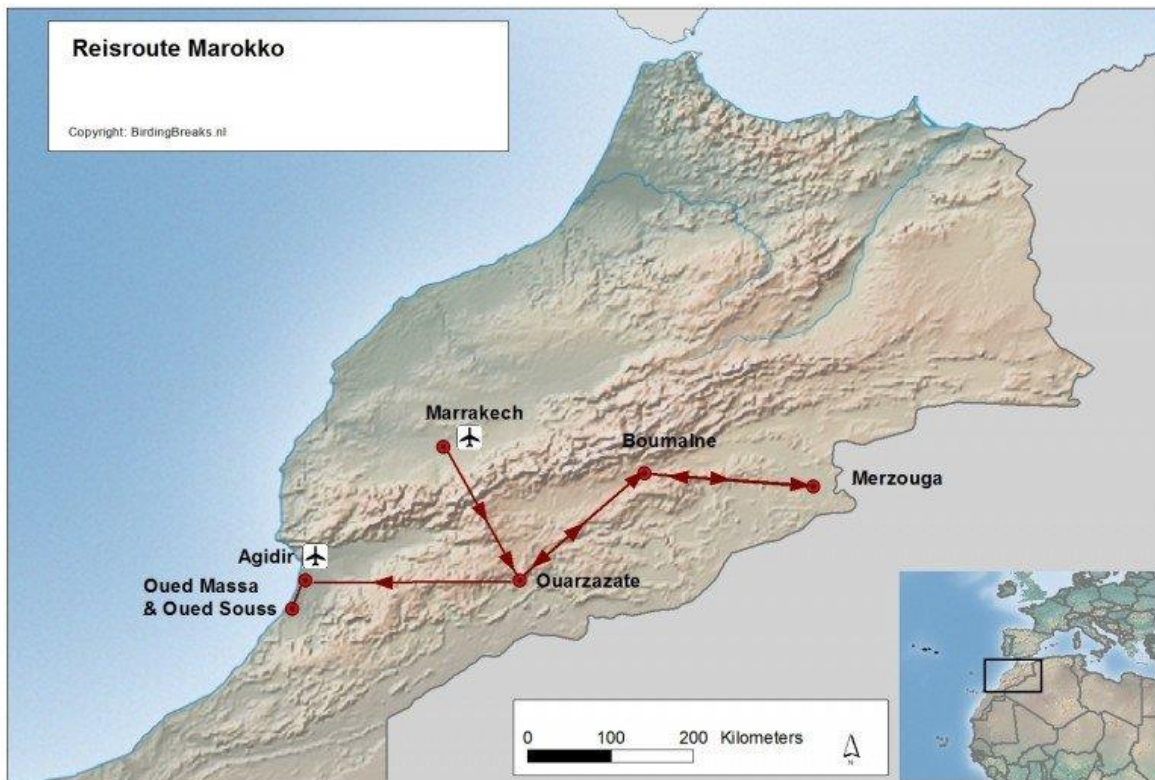 Reisroute Marokko
Copyright: BirdingBreaks.nl
Marrakech
Boumalne
Merzouga
Agidir
Oued Massa
& Oued Souss
Ouarzazate
0 100 200 Kilometers
N